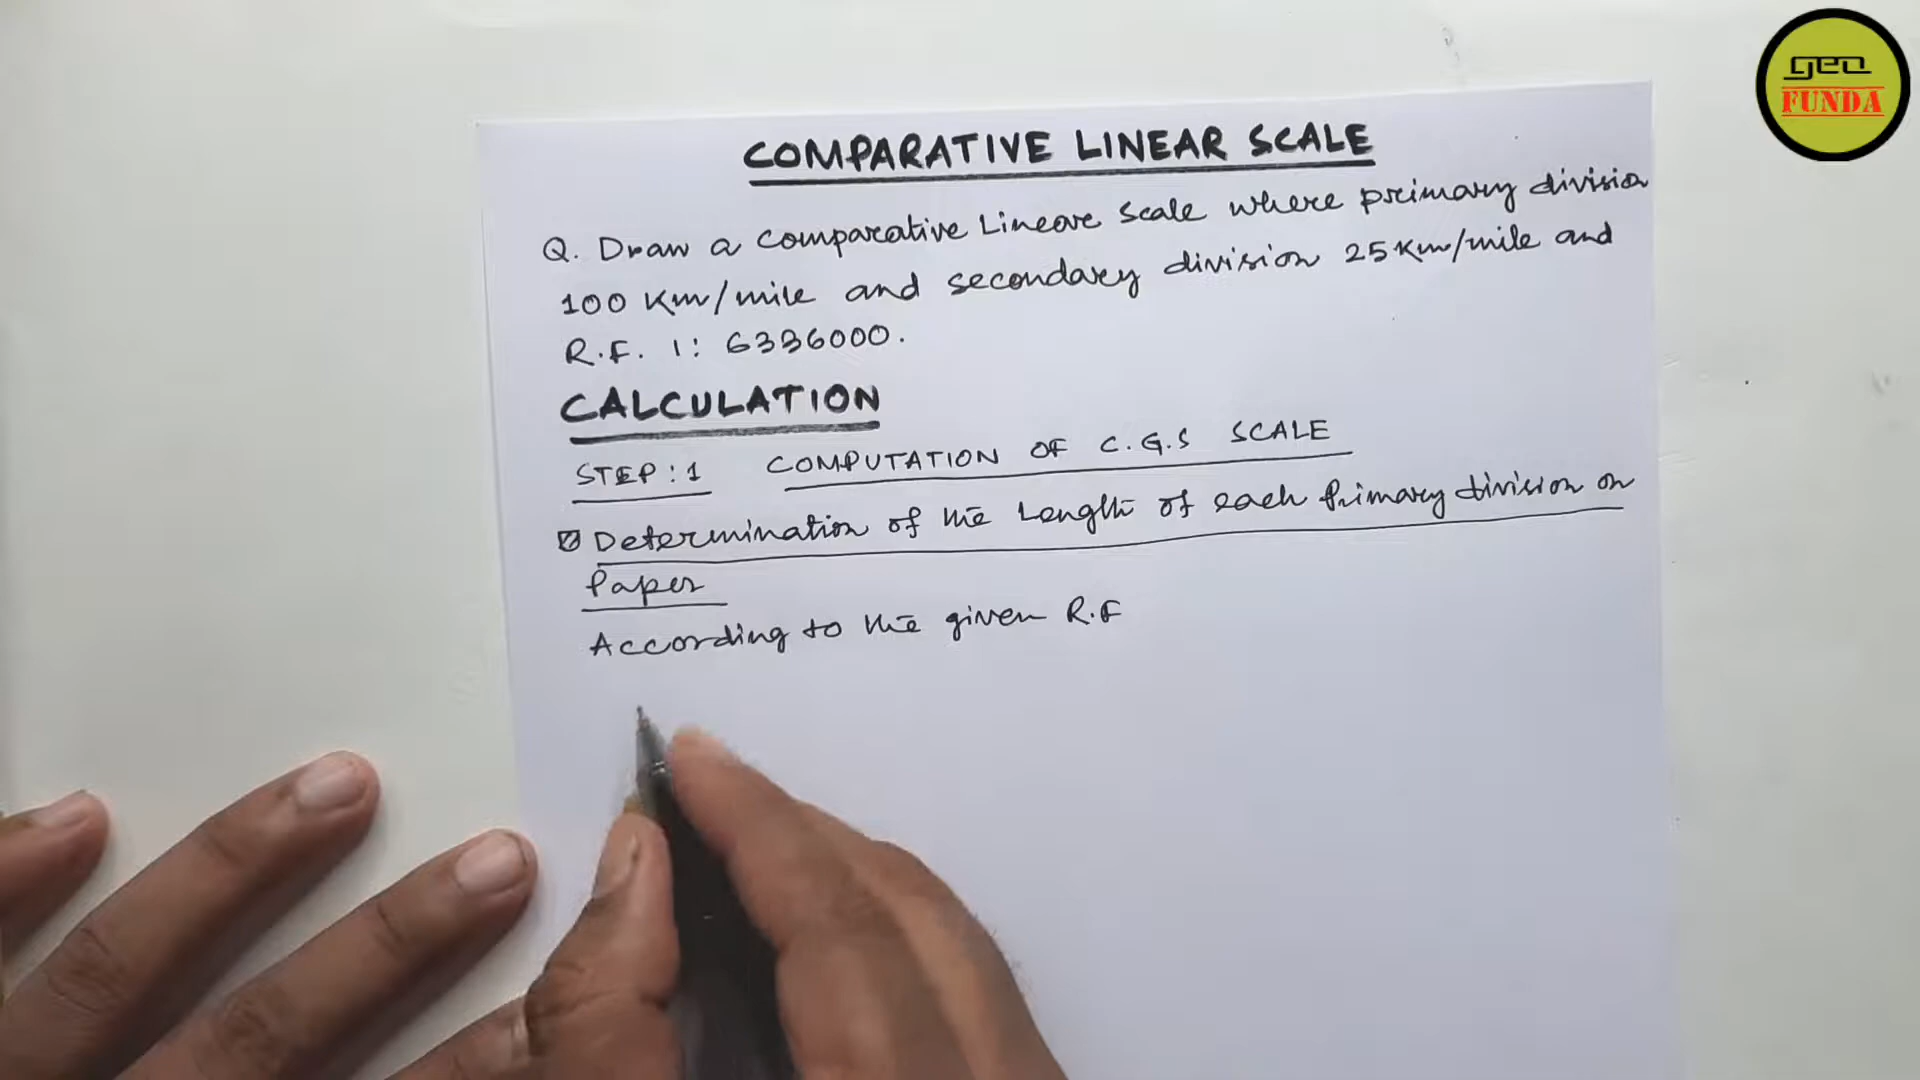 geo
FUNDA
COMPARATIVE LINEAR SCALE
Q. Draw a comparative Linear Scale where primary division
100 Km/mile and secondary division 25 Km/mile and
R.F. 1: 6336000.
CALCULATION
STEP:1 COMPUTATION OF C.G.S SCALE
Determination of the Length of each Primary division on
Paper
According to the given R.F